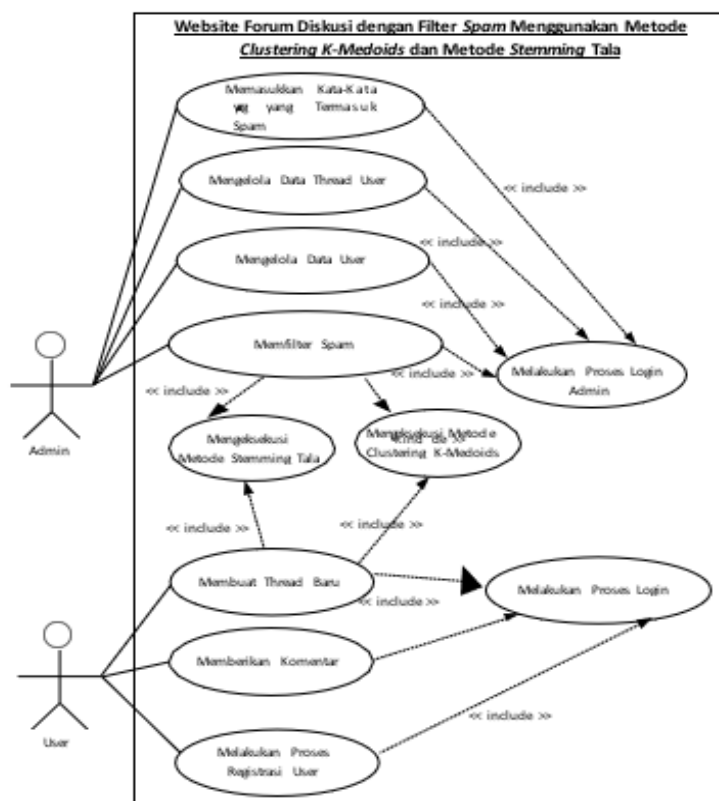 Website Forum Diskusi dengan Filter Spam Menggunakan Metode
Clustering K-Medoids dan Metode Stemming Tala
Memasukkan Kata-Kata
yang Termasuk
Spam
<< include >>
Mengelola Data Thread User
<< include >>
Mengelola Data User
<< include >>
Memfilter Spam
<< include >>
<< include >>
Melakukan Proses Login
Admin
Admin
Mengeksekusi
Metode Stemming Tala
Mengeksekusi Metode
Clustering K-Medoids
<< include >>
<< include >>
Membuat Thread Baru
<< include >>
Melakukan Proses Login
Memberikan Komentar
User
<< include >>
Melakukan Proses
Registrasi User